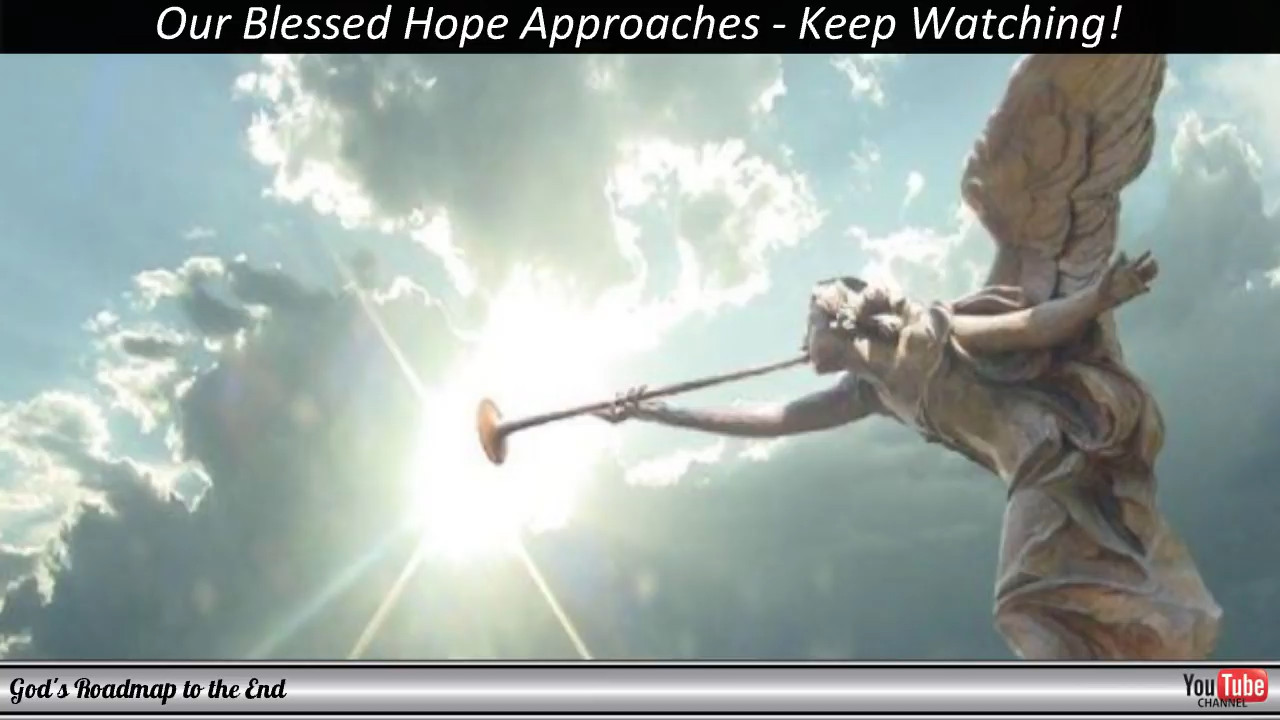 Our Blessed Hope Approaches - Keep Watching!
God's Roadmap to the End
YouTube
CHANNEL